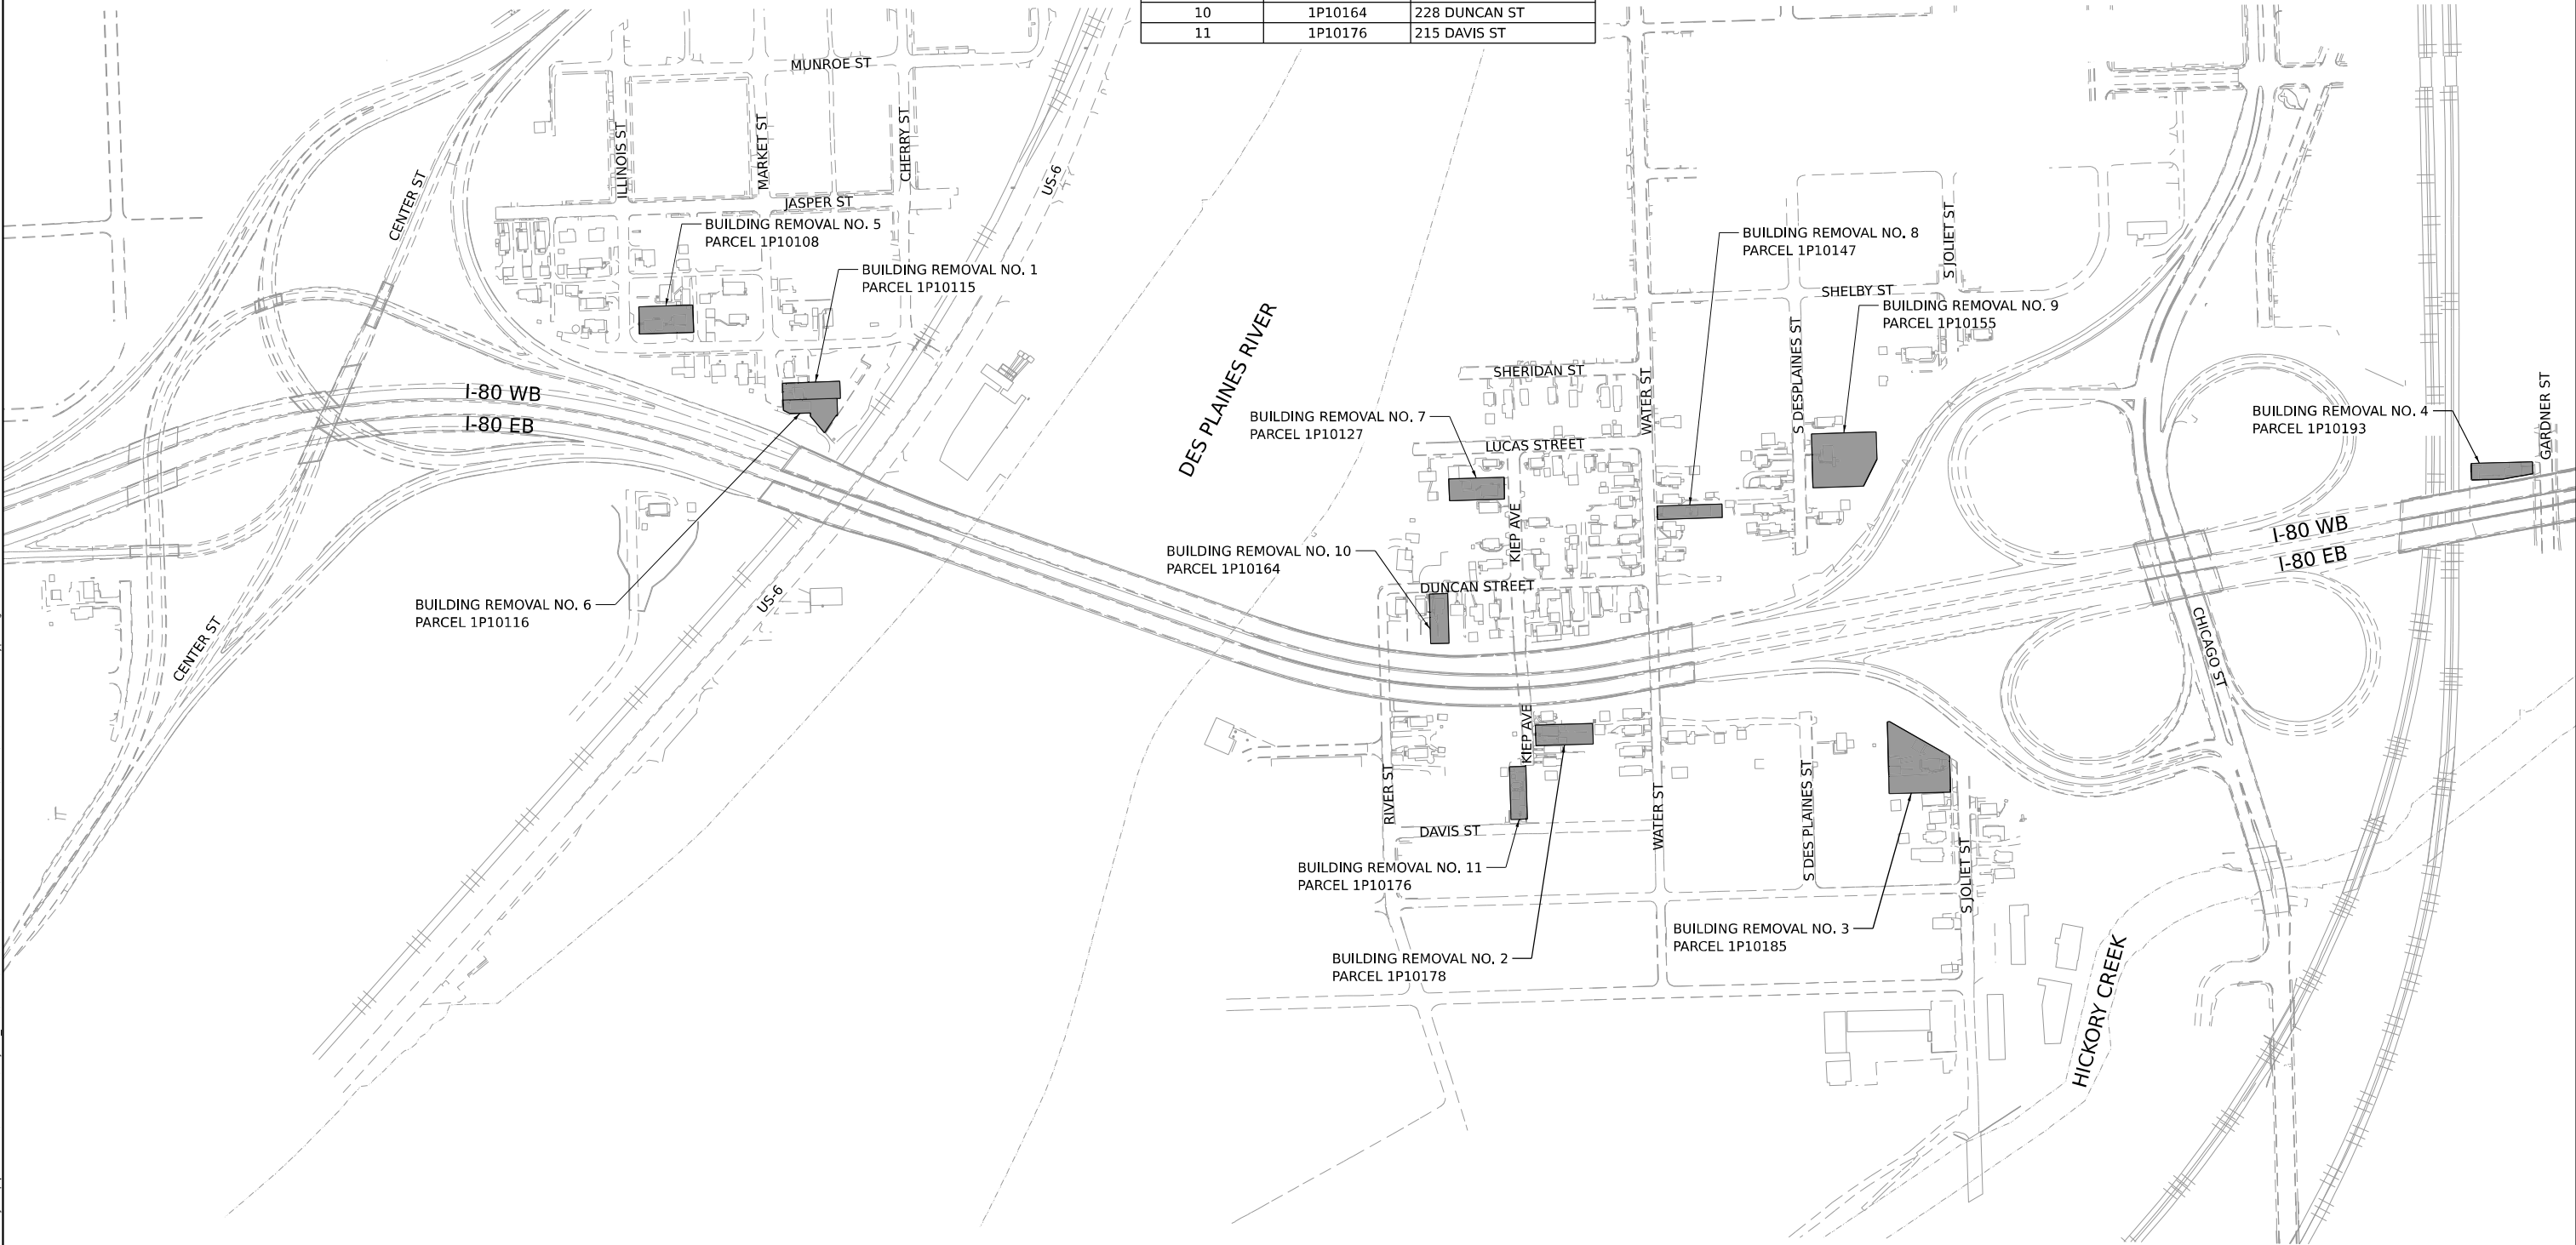 10 1P10164 228 DUNCAN ST
11 1P10176 215 DAVIS ST
MUNROE ST
ILLINOIS ST
MARKET ST
CHERRY ST
US-6
CENTER ST
JASPER ST
BUILDING REMOVAL NO. 5
PARCEL 1P10108
BUILDING REMOVAL NO. 1
PARCEL 1P10115
I-80 WB
I-80 EB
BUILDING REMOVAL NO. 6
PARCEL 1P10116
US-6
CENTER ST
DES PLAINES RIVER
BUILDING REMOVAL NO. 8
PARCEL 1P10147
S JOLIET ST
SHELBY ST
BUILDING REMOVAL NO. 9
PARCEL 1P10155
S DESPLAINES ST
SHERIDAN ST
WATER ST
BUILDING REMOVAL NO. 7
PARCEL 1P10127
LUCAS STREET
KIEP AVE
BUILDING REMOVAL NO. 10
PARCEL 1P10164
DUNCAN STREET
BUILDING REMOVAL NO. 4
PARCEL 1P10193
GARDNER ST
I-80 WB
I-80 EB
CHICAGO ST
KIEP AVE
RIVER ST
DAVIS ST
WATER ST
S DES PLAINES ST
S JOLIET ST
BUILDING REMOVAL NO. 11
PARCEL 1P10176
BUILDING REMOVAL NO. 2
PARCEL 1P10178
BUILDING REMOVAL NO. 3
PARCEL 1P10185
HICKORY CREEK